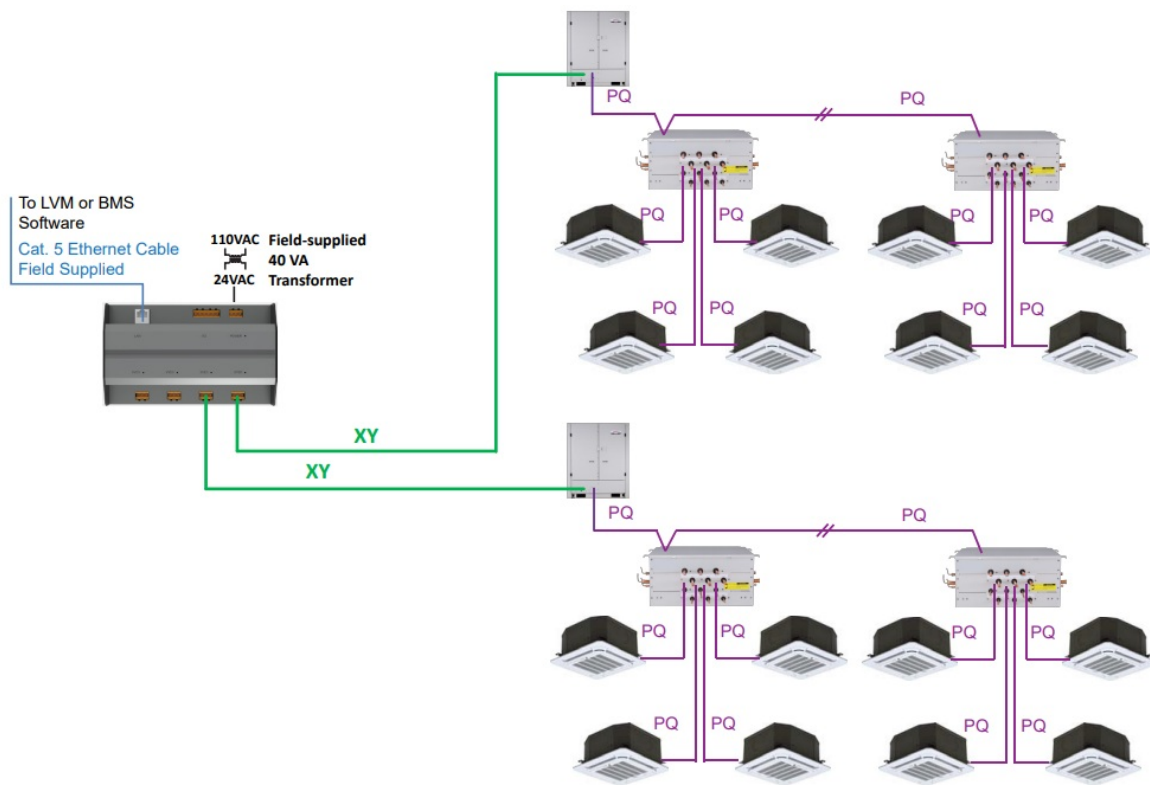 PQ
PQ
To LVM or BMS
Software
Cat. 5 Ethernet Cable
Field Supplied
110VAC Field-supplied
40 VA
24VAC Transformer
PQ
PQ
PQ
PQ
PQ
PQ
PQ
PQ
XY
XY
PQ
PQ
PQ
PQ
PQ
PQ
PQ
PQ
PQ
PQ